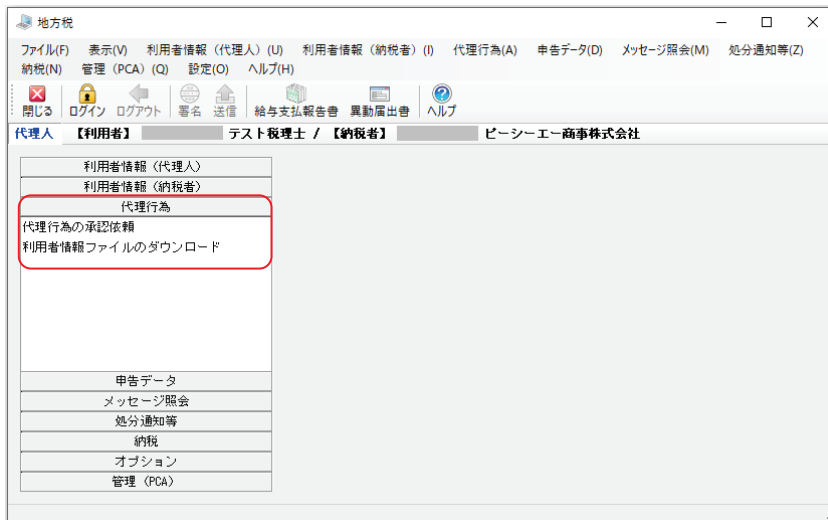 地方税
ファイル(F) 表示(V) 利用者情報（代理人）(U) 利用者情報（納税者）(I) 代理行為(A) 申告データ(D) メッセージ照会(M) 処分通知等(Z)
納税(N) 管理（PCA）(Q) 設定(O) ヘルプ(H)
閉じる ログイン ログアウト 署名 送信 給与支払報告書 異動届出書 ヘルプ
代理人 【利用者】 テスト税理士 / 【納税者】 ピーシーエー商事株式会社
利用者情報（代理人）
利用者情報（納税者）
代理行為
代理行為の承認依頼
利用者情報ファイルのダウンロード
申告データ
メッセージ照会
処分通知等
納税
オプション
管理（PCA）